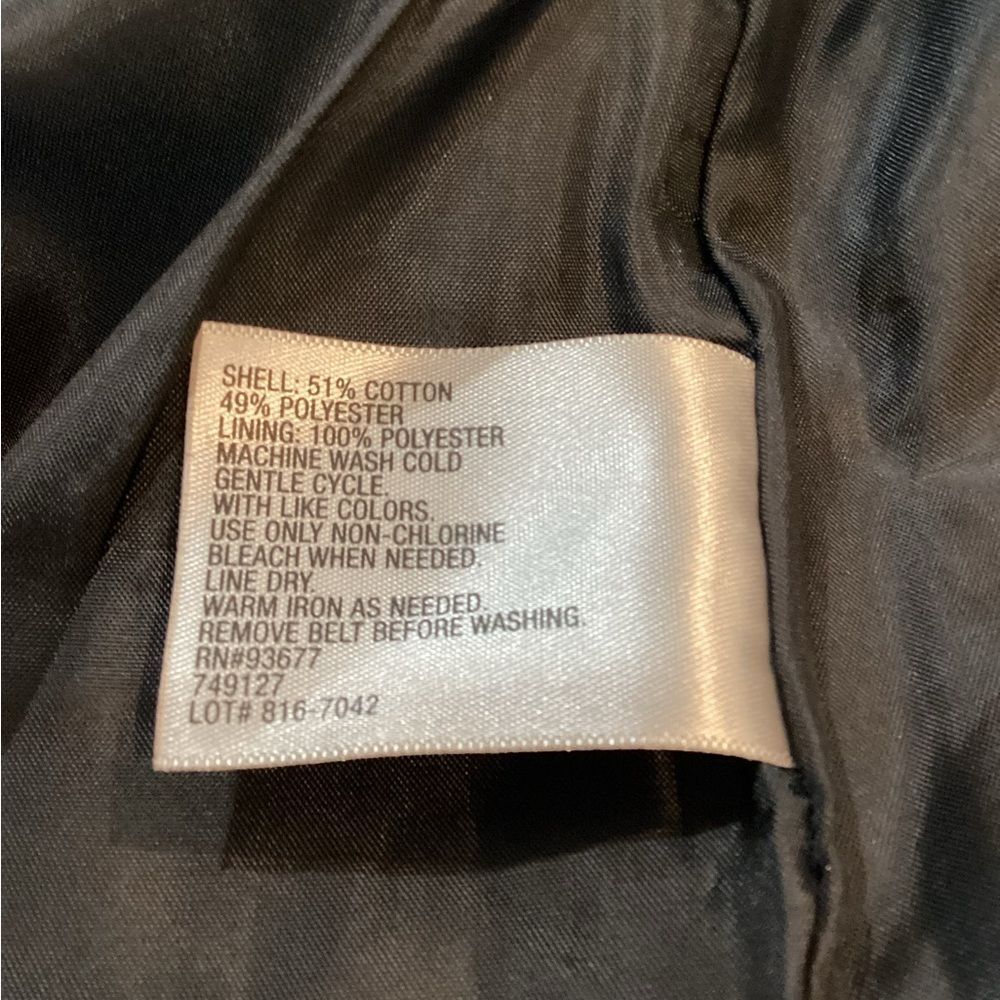 SHELL: 51% COTTON
49% POLYESTER
LINING: 100% POLYESTER
MACHINE WASH COLD
GENTLE CYCLE.
WITH LIKE COLORS.
USE ONLY NON-CHLORINE
BLEACH WHEN NEEDED.
LINE DRY.
WARM IRON AS NEEDED.
REMOVE BELT BEFORE WASHING.
RN#93677
749127
LOT# 816-7042